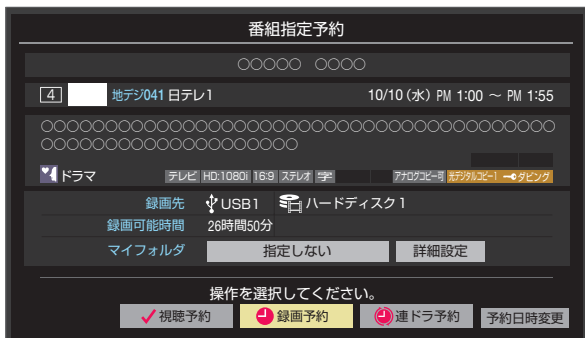 番組指定予約
○○○○○ ○○○○
4 地デジ041 日テレ1 10/10(水) PM 1:00 ～ PM 1:55
○○○○○○○○○○○○○○○○○○○○○○○○○○○○○○○○○○○
○○○○○○○○○○○○○○○○○○○○
ドラマ テレビ HD:1080i 16:9 ステレオ 字 アナログコピー可 光デジタルコピー1 ダビング
録画先 USB1 ハードディスク1
録画可能時間 26時間50分
マイフォルダ 指定しない 詳細設定
操作を選択してください。
視聴予約 録画予約 連ドラ予約 予約日時変更